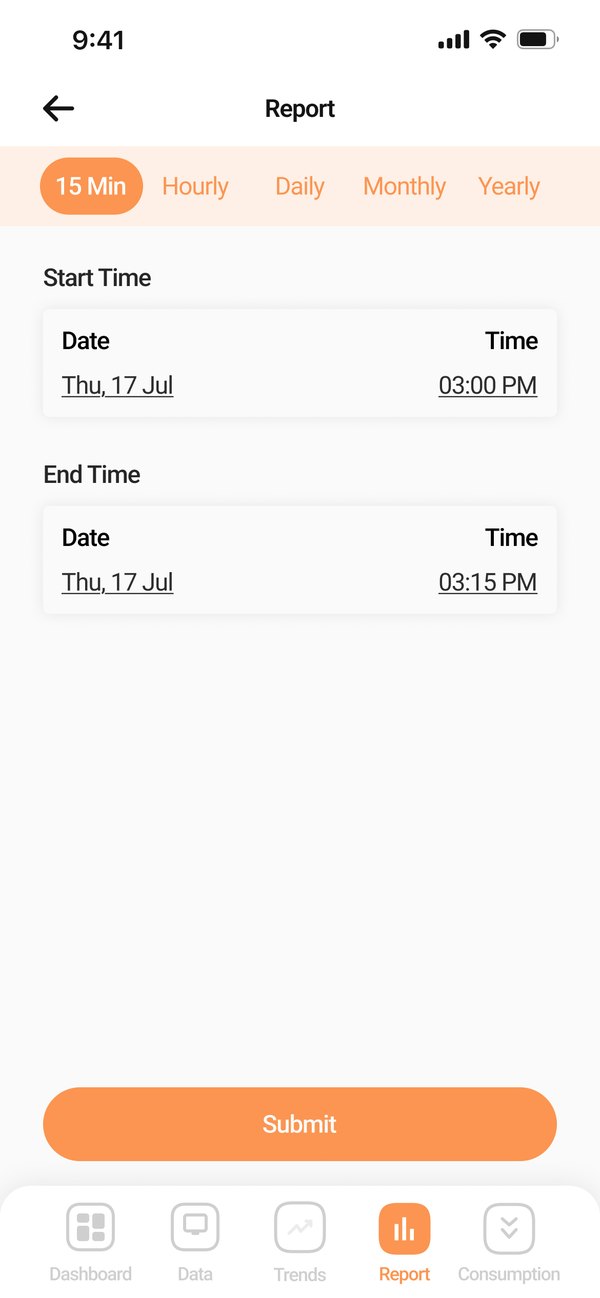 9:41
Report
15 Min Hourly Daily Monthly Yearly
Start Time
Date Time
Thu, 17 Jul 03:00 PM
End Time
Date Time
Thu, 17 Jul 03:15 PM
Submit
Dashboard Data Trends Report Consumption